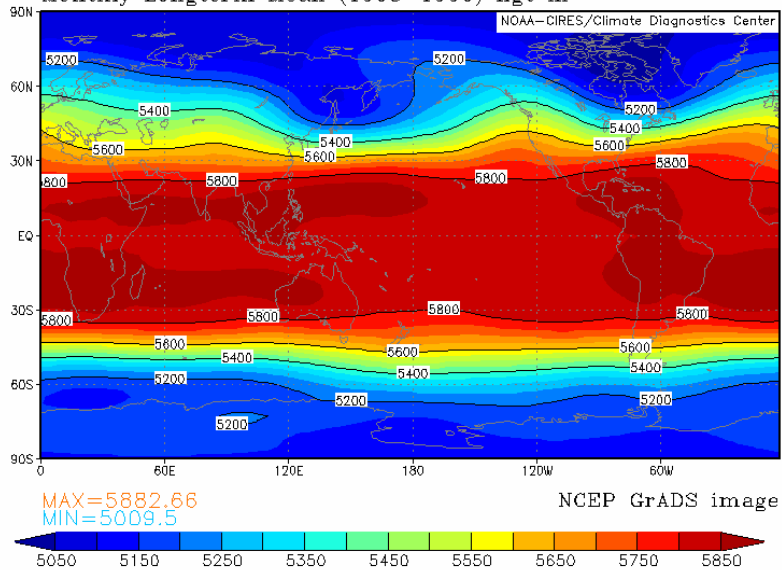 NOAA-CIRES/Climate Diagnostics Center
90N
5200 5200
60N
5400 5200
5400 5400
5600 5600
30N
5800
5800 5800 5800
EQ
30S
5800 5800 5800 5800
5600 5600
5400 5400
60S
5200
5200 5200
5200
90S
0 60E 120E 180 120W 60W
MAX=5882.66
MIN=5009.5
NCEP GrADS image
5050 5150 5250 5350 5450 5550 5650 5750 5850